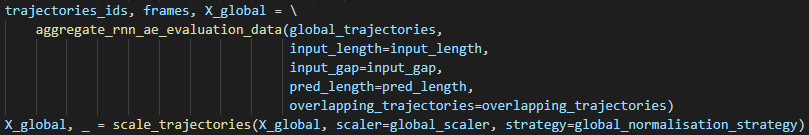 trajectories_ids, frames, X_global = \
    aggregate_rnn_ae_evaluation_data(global_trajectories,
                                     input_length=input_length,
                                     input_gap=input_gap,
                                     pred_length=pred_length,
                                     overlapping_trajectories=overlapping_trajectories)
X_global, _ = scale_trajectories(X_global, scaler=global_scaler, strategy=global_normalisation_strategy)